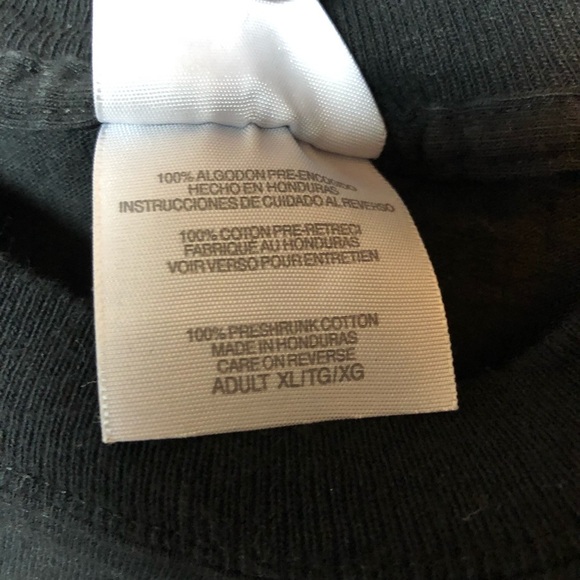 100% ALGODON PRE-ENCOGIDO
HECHO EN HONDURAS
INSTRUCCIONES DE CUIDADO AL REVERSO
100% COTON PRE-RETRECI
FABRIQUE AU HONDURAS
VOIR VERSO POUR ENTRETIEN
100% PRESHRUNK COTTON
MADE IN HONDURAS
CARE ON REVERSE
ADULT XL/TG/XG